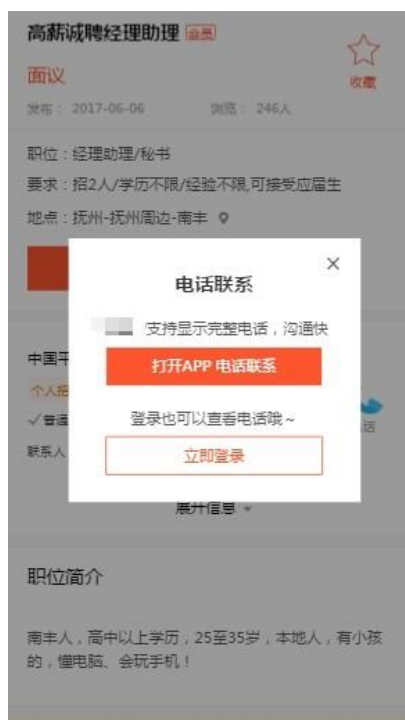 高薪诚聘经理助理 会员
面议
收藏
发布： 2017-06-06 浏览： 246人
职位：经理助理/秘书
要求：招2人/学历不限/经验不限,可接受应届生
地点：抚州-抚州周边-南丰
×
电话联系
支持显示完整电话，沟通快
中国平
打开APP 电话联系
个人招
✓普通
登录也可以查看电话哦~
话
联系人
立即登录
展开信息
职位简介
南丰人，高中以上学历，25至35岁，本地人，有小孩
的，懂电脑、会玩手机！